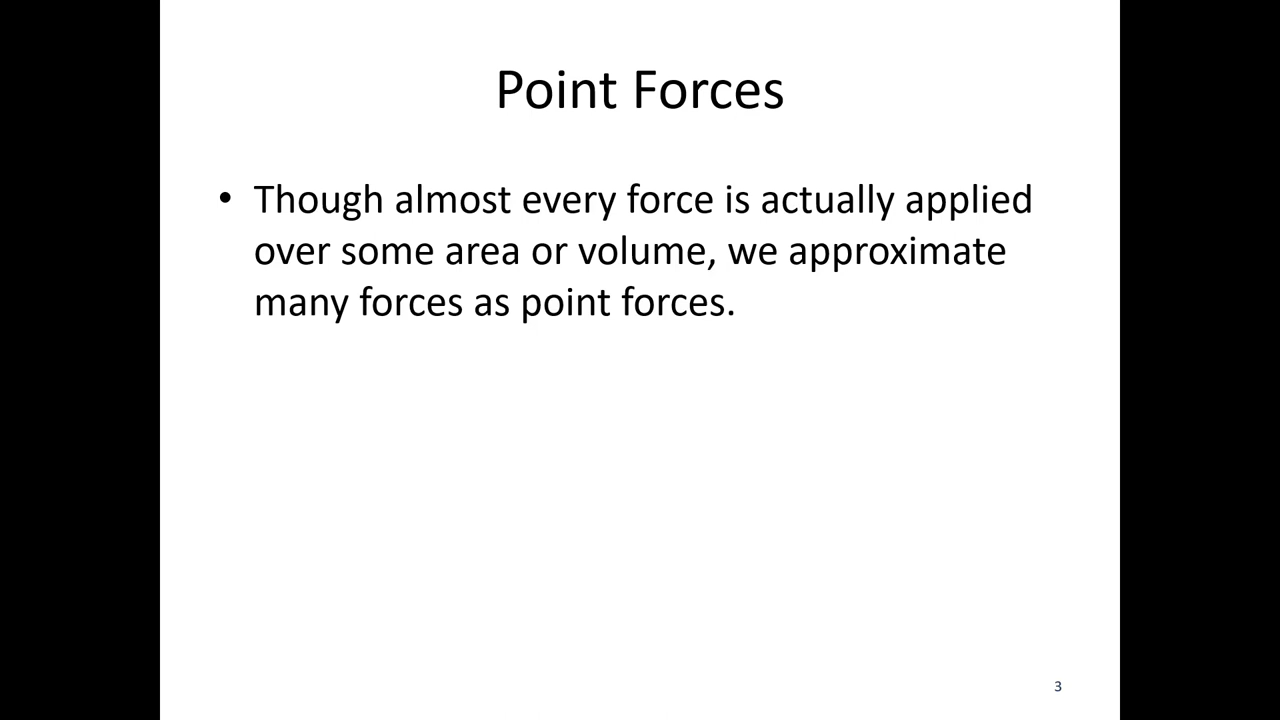 Point Forces
• Though almost every force is actually applied
over some area or volume, we approximate
many forces as point forces.
3